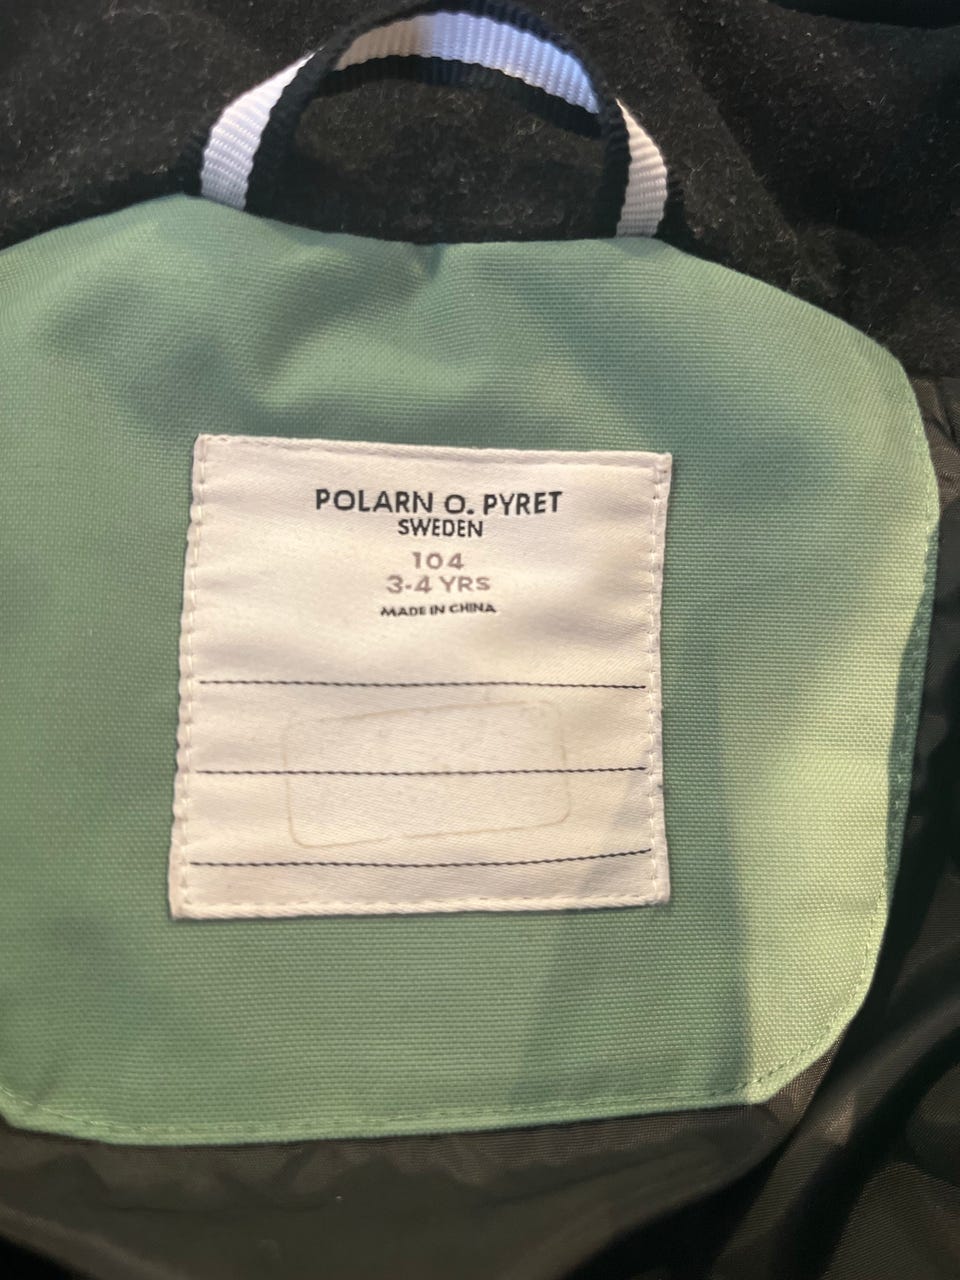 POLARN O. PYRET
SWEDEN
104
3-4 YRS
MADE IN CHINA